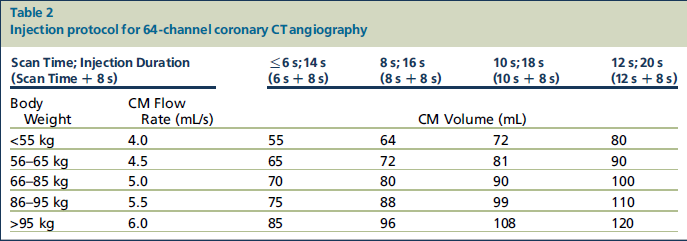 Table 2
Injection protocol for 64-channel coronary CT angiography
Scan Time; Injection Duration ≤6 s; 14 s 8 s; 16 s 10 s; 18 s 12 s; 20 s
(Scan Time + 8 s) (6 s + 8 s) (8 s + 8 s) (10 s + 8 s) (12 s + 8 s)
Body CM Flow
Weight Rate (mL/s) CM Volume (mL)
<55 kg 4.0 55 64 72 80
56–65 kg 4.5 65 72 81 90
66–85 kg 5.0 70 80 90 100
86–95 kg 5.5 75 88 99 110
>95 kg 6.0 85 96 108 120